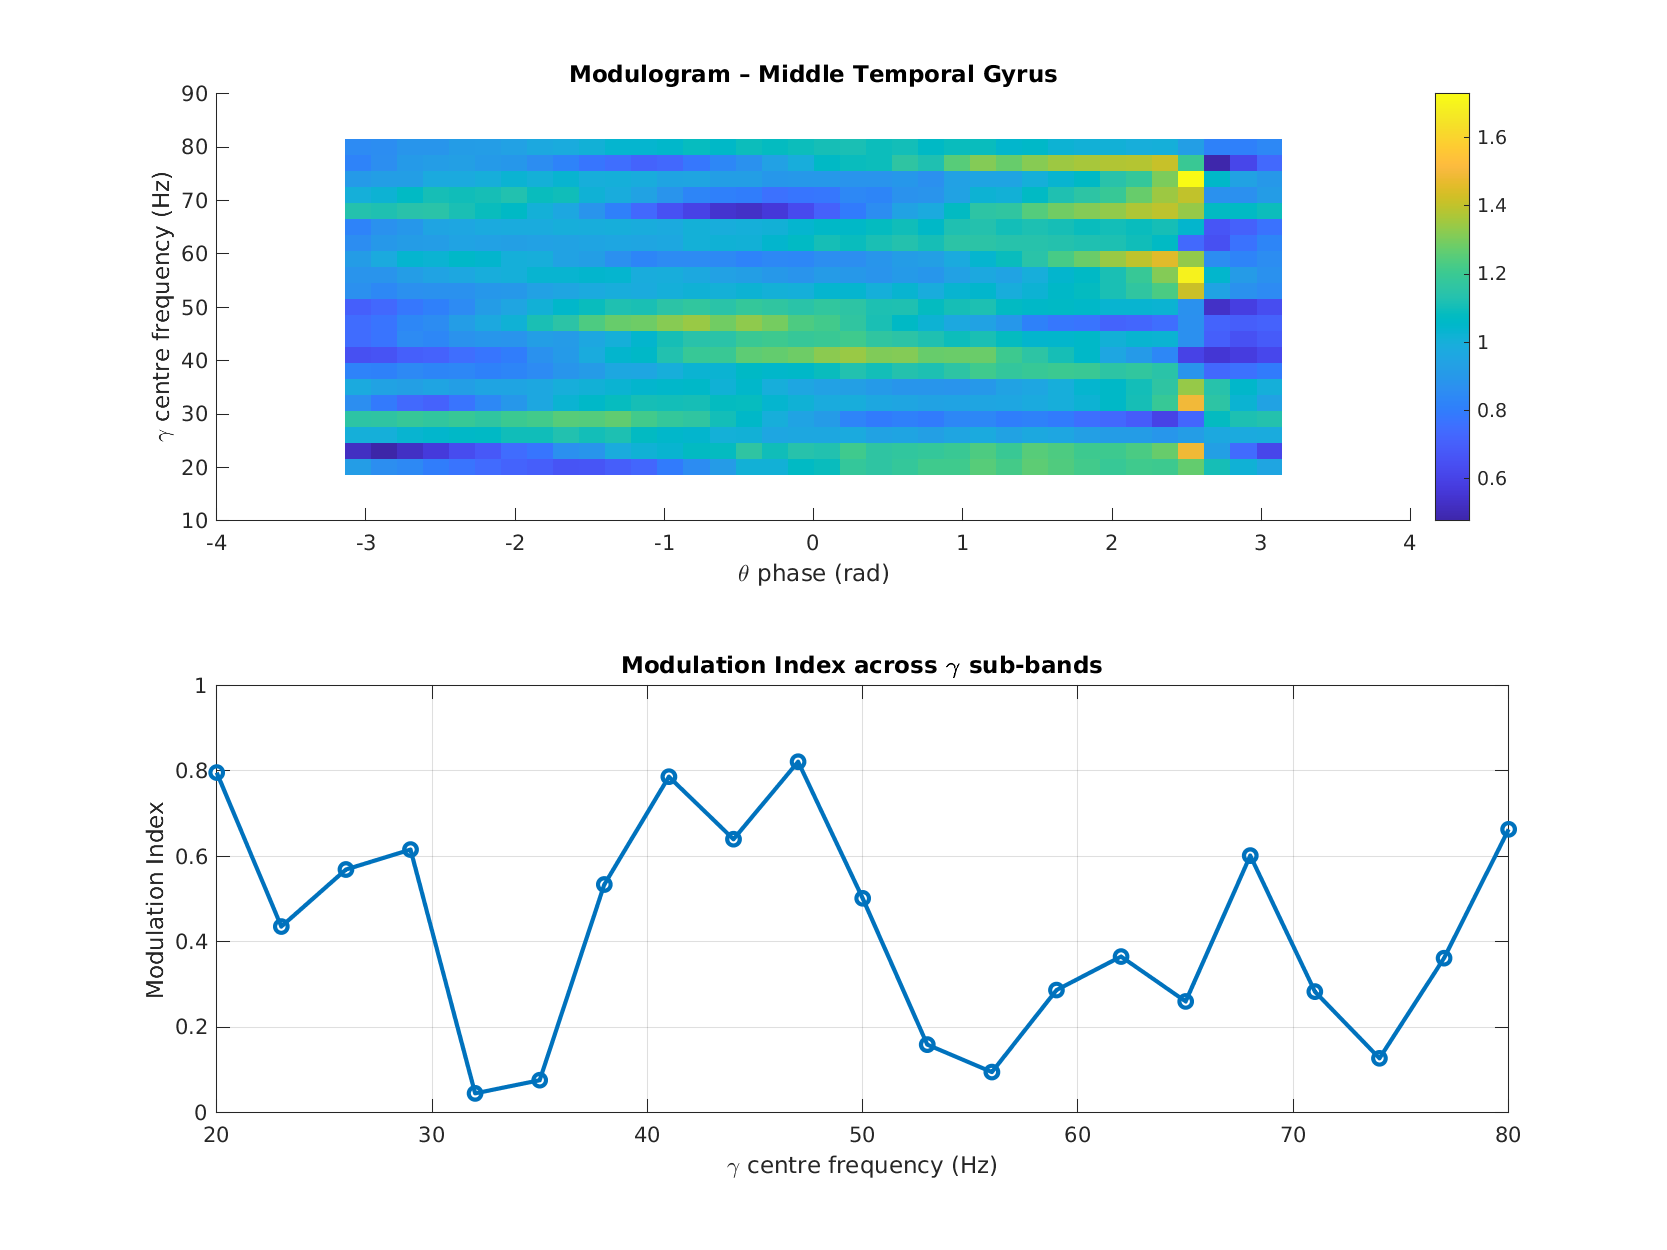 Modulogram – Middle Temporal Gyrus
90
80
70
60
50
40
30
20
10
γ centre frequency (Hz)
-4 -3 -2 -1 0 1 2 3 4
θ phase (rad)
1.6
1.4
1.2
1
0.8
0.6
Modulation Index across γ sub-bands
1
0.8
0.6
0.4
0.2
0
Modulation Index
20 30 40 50 60 70 80
γ centre frequency (Hz)